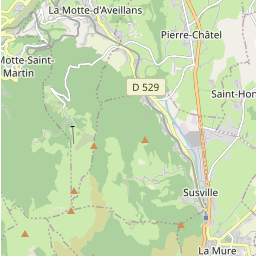 La Motte-d'Aveillans
Pierre-Châtel
Motte-Saint-
Martin
D 529
Saint-Hon
Susville
La Mure